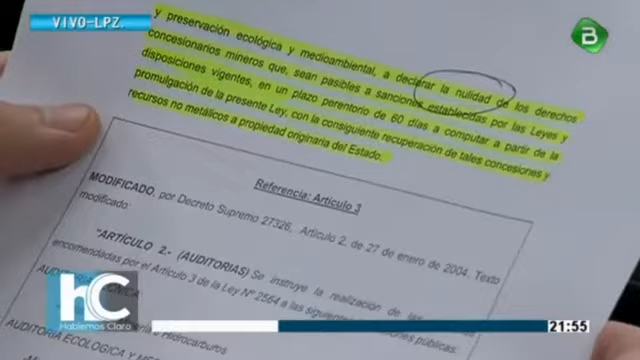 VIVO-LPZ.
B
y preservación ecológica y medioambiental, a declarar la nulidad de los derechos
concesionarios mineros que, sean pasibles a sanciones establecidas por las Leyes y
disposiciones vigentes, en un plazo perentorio de 60 días a computar a partir de la
promulgación de la presente Ley, con la consiguiente recuperación de tales concesiones y
recursos no metálicos a propiedad originaria del Estado.
Referencia: Artículo 3
MODIFICADO, por Decreto Supremo 27326, Artículo 2, de 27 de enero de 2004. Texto
modificado:
"ARTÍCULO 2.- (AUDITORIAS) Se instruye la realización de las
encomendadas por el Artículo 3 de la Ley Nº 2564 a las siguientes públicas:
Hidrocarburos
AUDITORIA ECOLOGICA Y
hC
Hablemos Claro
21:55